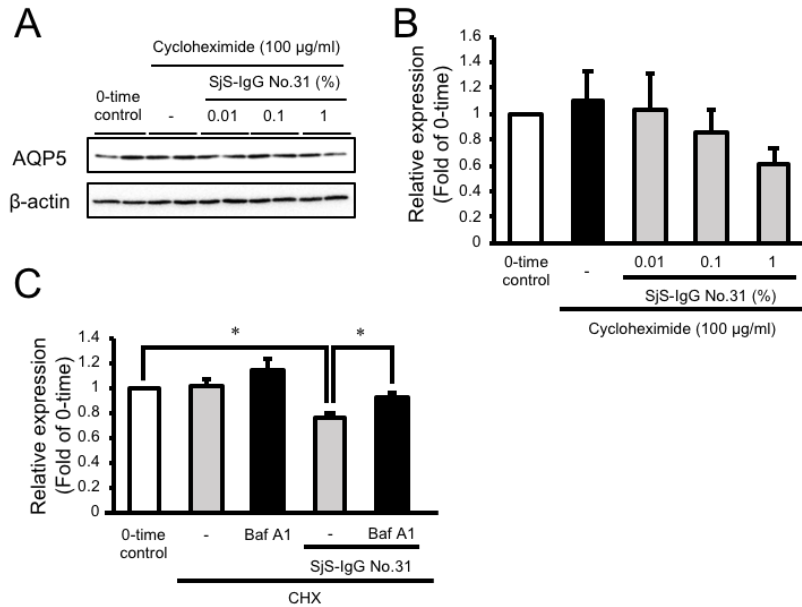 A
Cycloheximide (100 µg/ml)
SjS-IgG No.31 (%)
0-time
control
-
0.01
0.1
1
AQP5
β-actin
B
Relative expression
(Fold of 0-time)
1.6
1.4
1.2
1
0.8
0.6
0.4
0.2
0
0-time
control
-
0.01
0.1
1
SjS-IgG No.31 (%)
Cycloheximide (100 µg/ml)
C
Relative expression
(Fold of 0-time)
1.4
1.2
1
0.8
0.6
0.4
0.2
0
*
*
0-time
control
-
Baf A1
-
Baf A1
SjS-IgG No.31
CHX